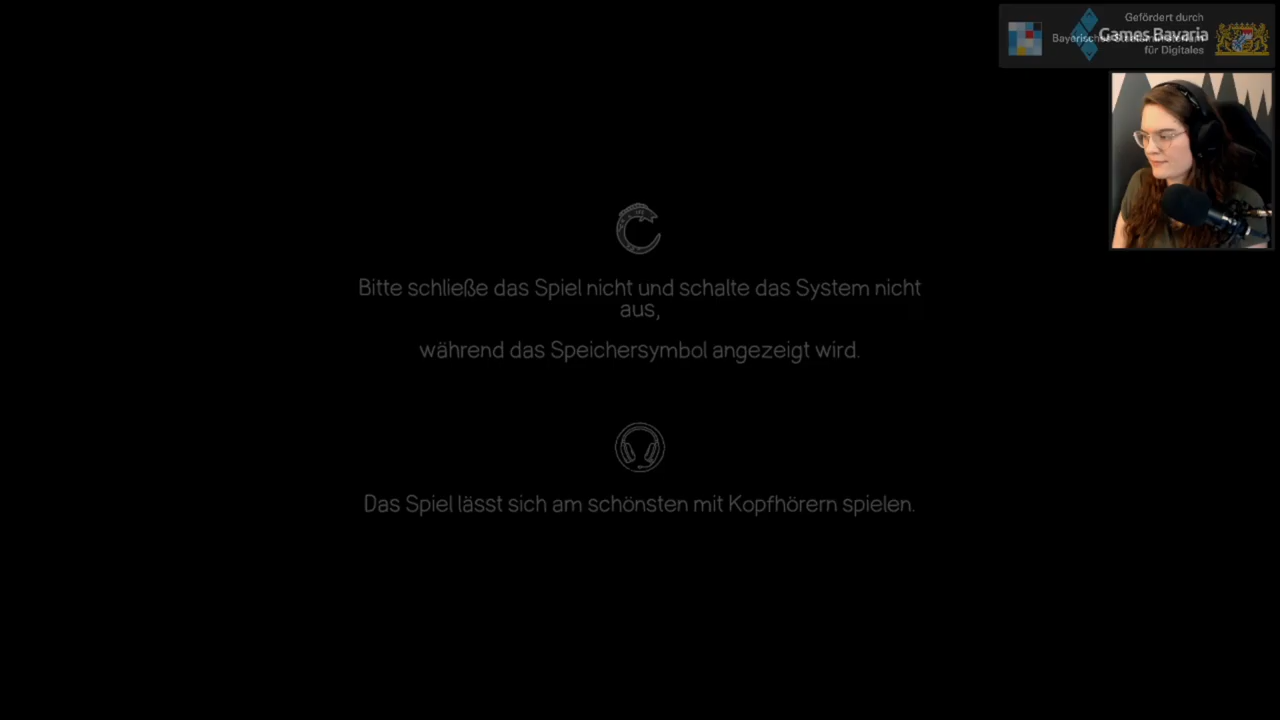 Gefördert durch
Games Bavaria
für Digitales
Bitte schließe das Spiel nicht und schalte das System nicht
aus,
während das Speichersymbol angezeigt wird.
Das Spiel lässt sich am schönsten mit Kopfhörern spielen.